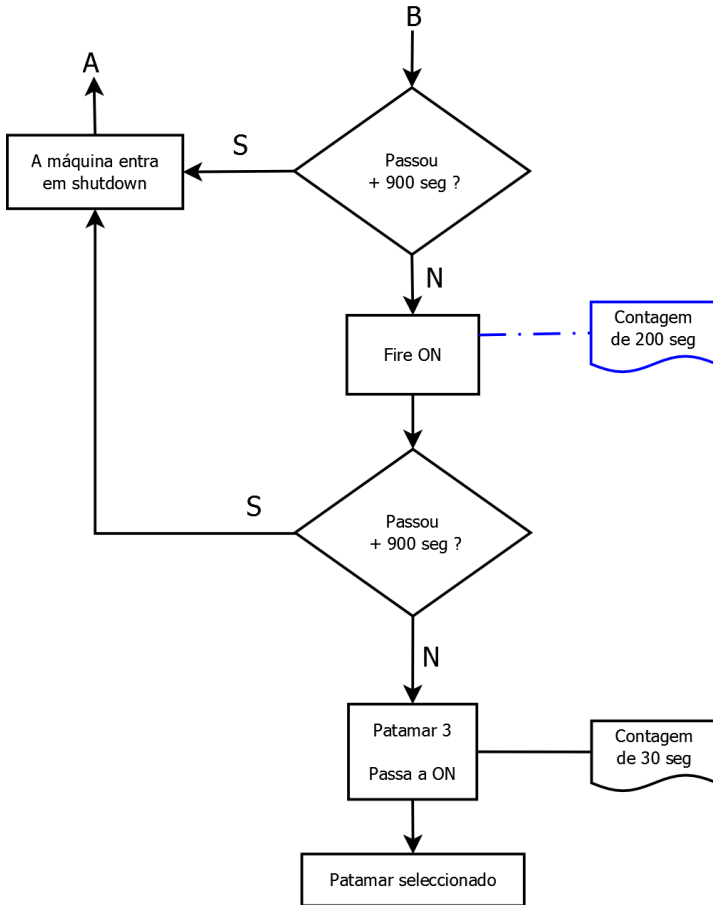 B
A
A máquina entra
em shutdown
S
Passou
+ 900 seg ?
N
Fire ON
Contagem
de 200 seg
S
Passou
+ 900 seg ?
N
Patamar 3
Passa a ON
Contagem
de 30 seg
Patamar seleccionado